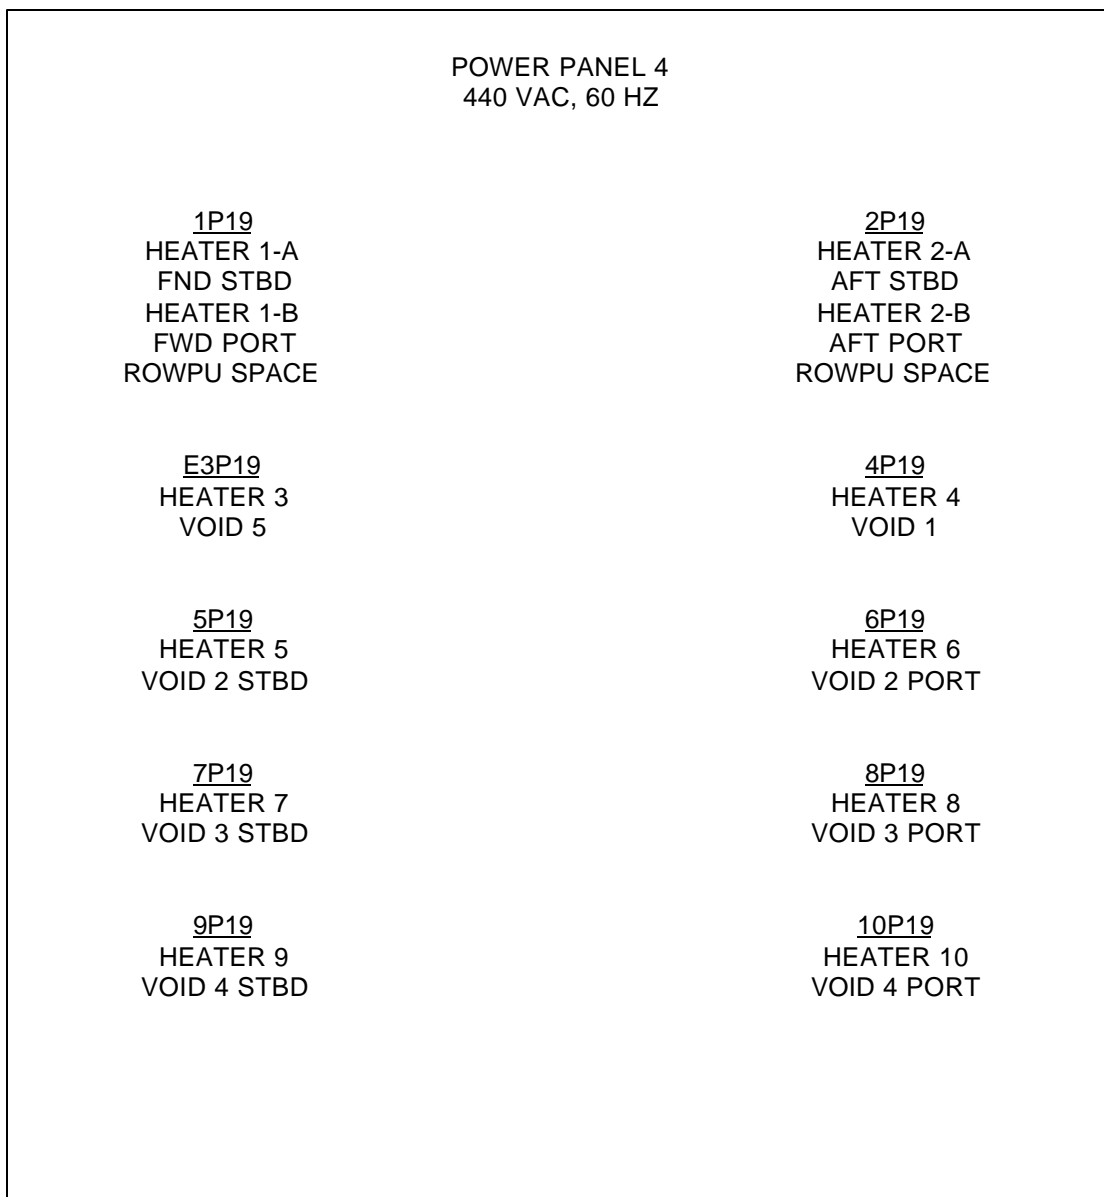 POWER PANEL 4
440 VAC, 60 HZ
1P19
HEATER 1-A
FND STBD
HEATER 1-B
FWD PORT
ROWPU SPACE
2P19
HEATER 2-A
AFT STBD
HEATER 2-B
AFT PORT
ROWPU SPACE
E3P19
HEATER 3
VOID 5
4P19
HEATER 4
VOID 1
5P19
HEATER 5
VOID 2 STBD
6P19
HEATER 6
VOID 2 PORT
7P19
HEATER 7
VOID 3 STBD
8P19
HEATER 8
VOID 3 PORT
9P19
HEATER 9
VOID 4 STBD
10P19
HEATER 10
VOID 4 PORT